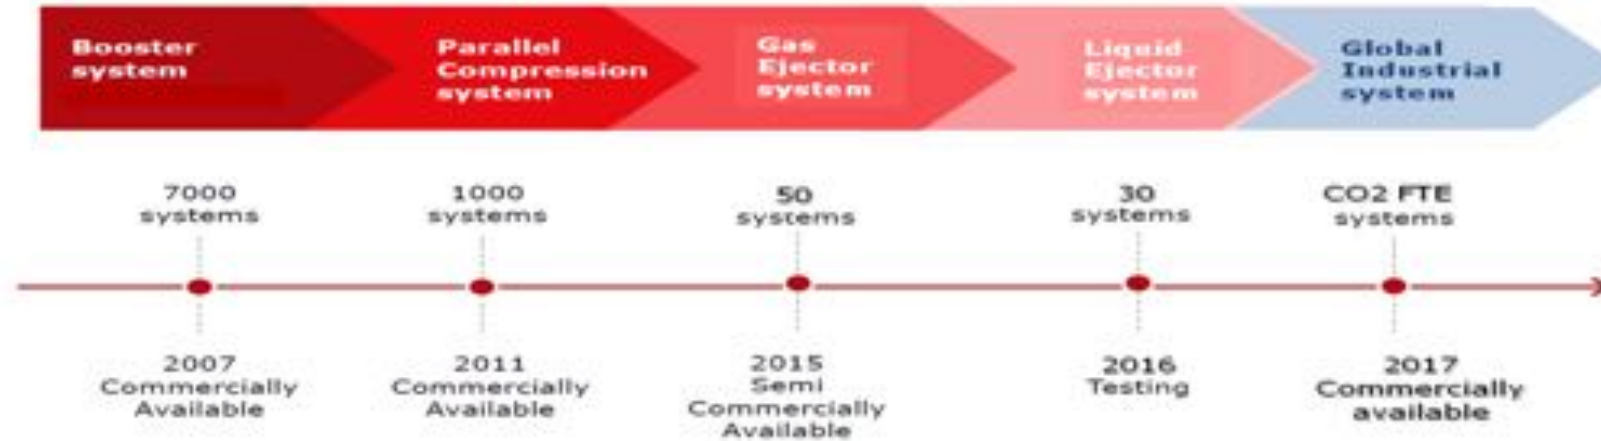 Booster
system
Parallel
Compression
system
Gas
Ejector
system
Liquid
Ejector
system
Global
Industrial
system
7000
systems
1000
systems
50
systems
30
systems
CO2 FTE
systems
2007
Commercially
Available
2011
Commercially
Available
2015
Semi
Commercially
Available
2016
Testing
2017
Commercially
available